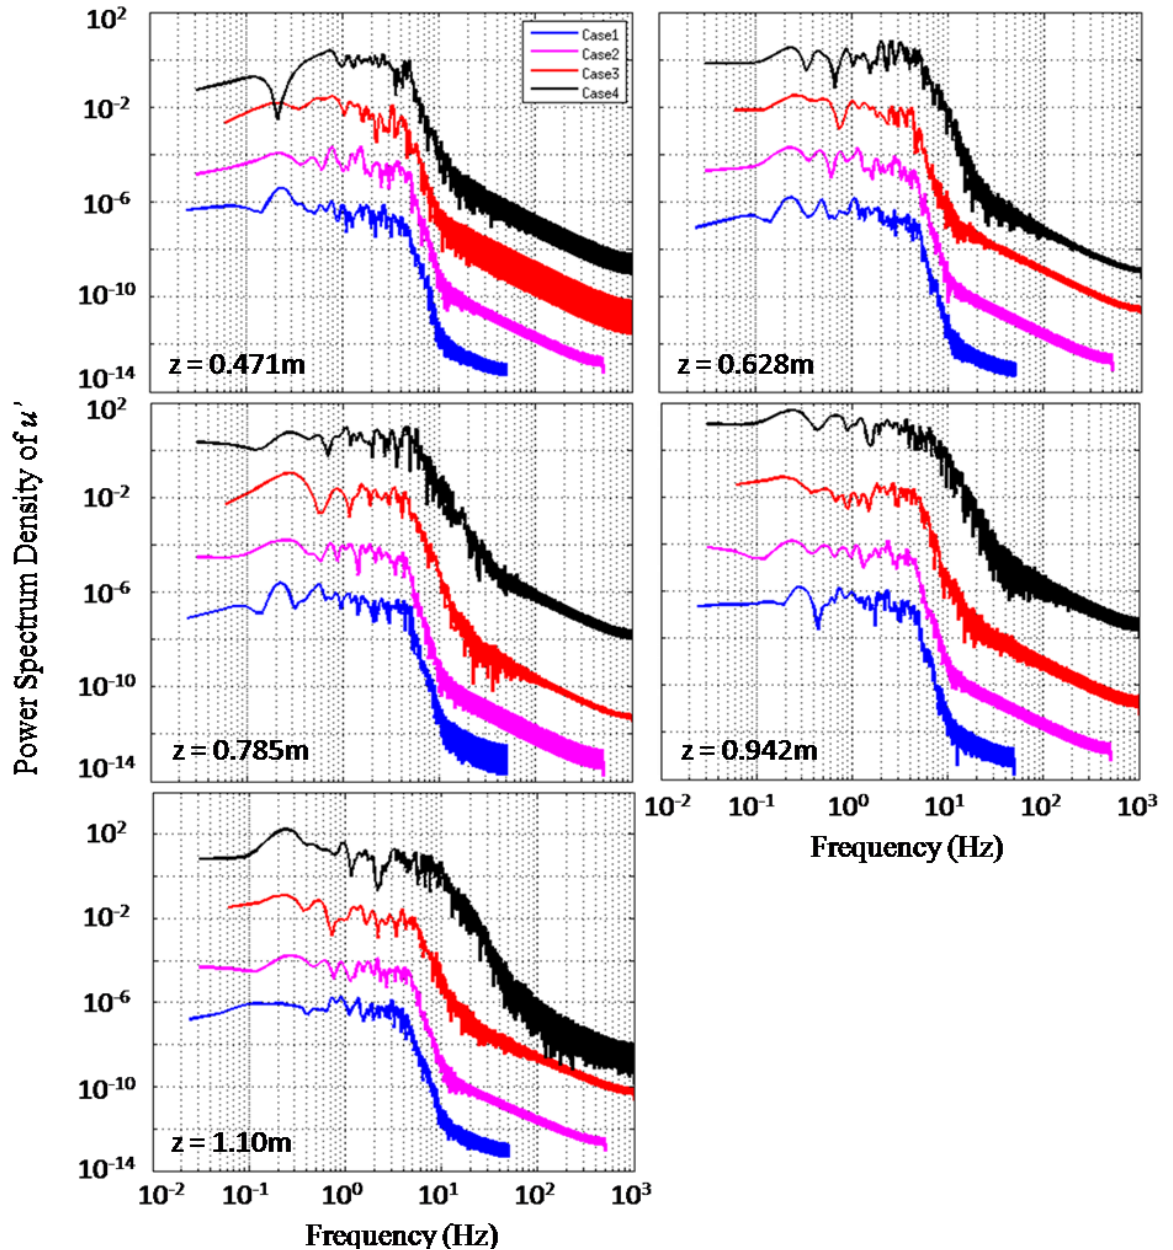 10^2
10^-2
10^-6
10^-10
10^-14
Case1
Case2
Case3
Case4
z = 0.471m
z = 0.628m
Power Spectrum Density of u'
10^2
10^-2
10^-6
10^-10
10^-14
z = 0.785m
z = 0.942m
10^-2 10^-1 10^0 10^1 10^2 10^3
Frequency (Hz)
10^2
10^-2
10^-6
10^-10
10^-14
z = 1.10m
10^-2 10^-1 10^0 10^1 10^2 10^3
Frequency (Hz)